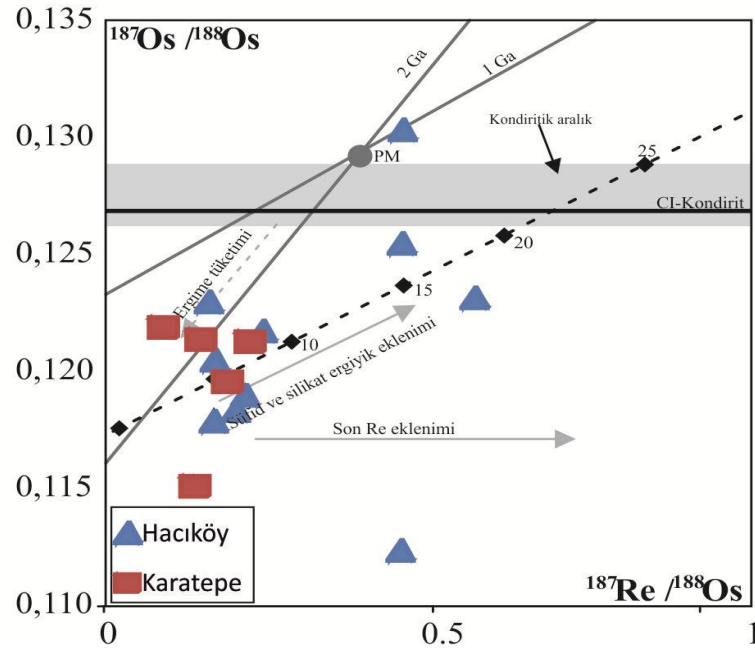 0,135
¹⁸⁷Os /¹⁸⁸Os
2 Ga
1 Ga
0,130
Kondiritik aralık
PM
25
CI-Kondirit
20
0,125
Ergime tüketimi
15
10
0,120
Sülfid ve silikat ergiyik eklenimi
Son Re eklenimi
0,115
Hacıköy
Karatepe
¹⁸⁷Re /¹⁸⁸Os
0,110
0
0.5
1